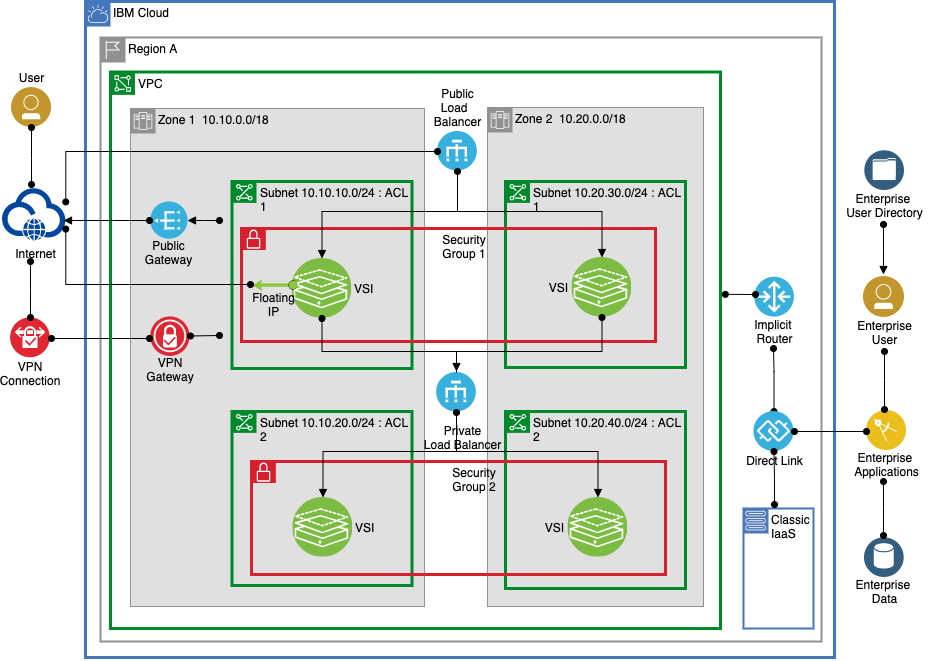 IBM Cloud
Region A
VPC
User
Zone 1  10.10.0.0/18
Public
Load
Balancer
Zone 2  10.20.0.0/18
Subnet 10.10.10.0/24 : ACL
1
Subnet 10.20.30.0/24 : ACL
1
Enterprise
User Directory
Internet
Public
Gateway
Security
Group 1
VSI
VSI
Floating
IP
Implicit
Router
Enterprise
User
VPN
Connection
VPN
Gateway
Subnet 10.10.20.0/24 : ACL
2
Private
Load Balancer
Subnet 10.20.40.0/24 : ACL
2
Direct Link
Enterprise
Applications
Security
Group 2
VSI
VSI
Classic
IaaS
Enterprise
Data